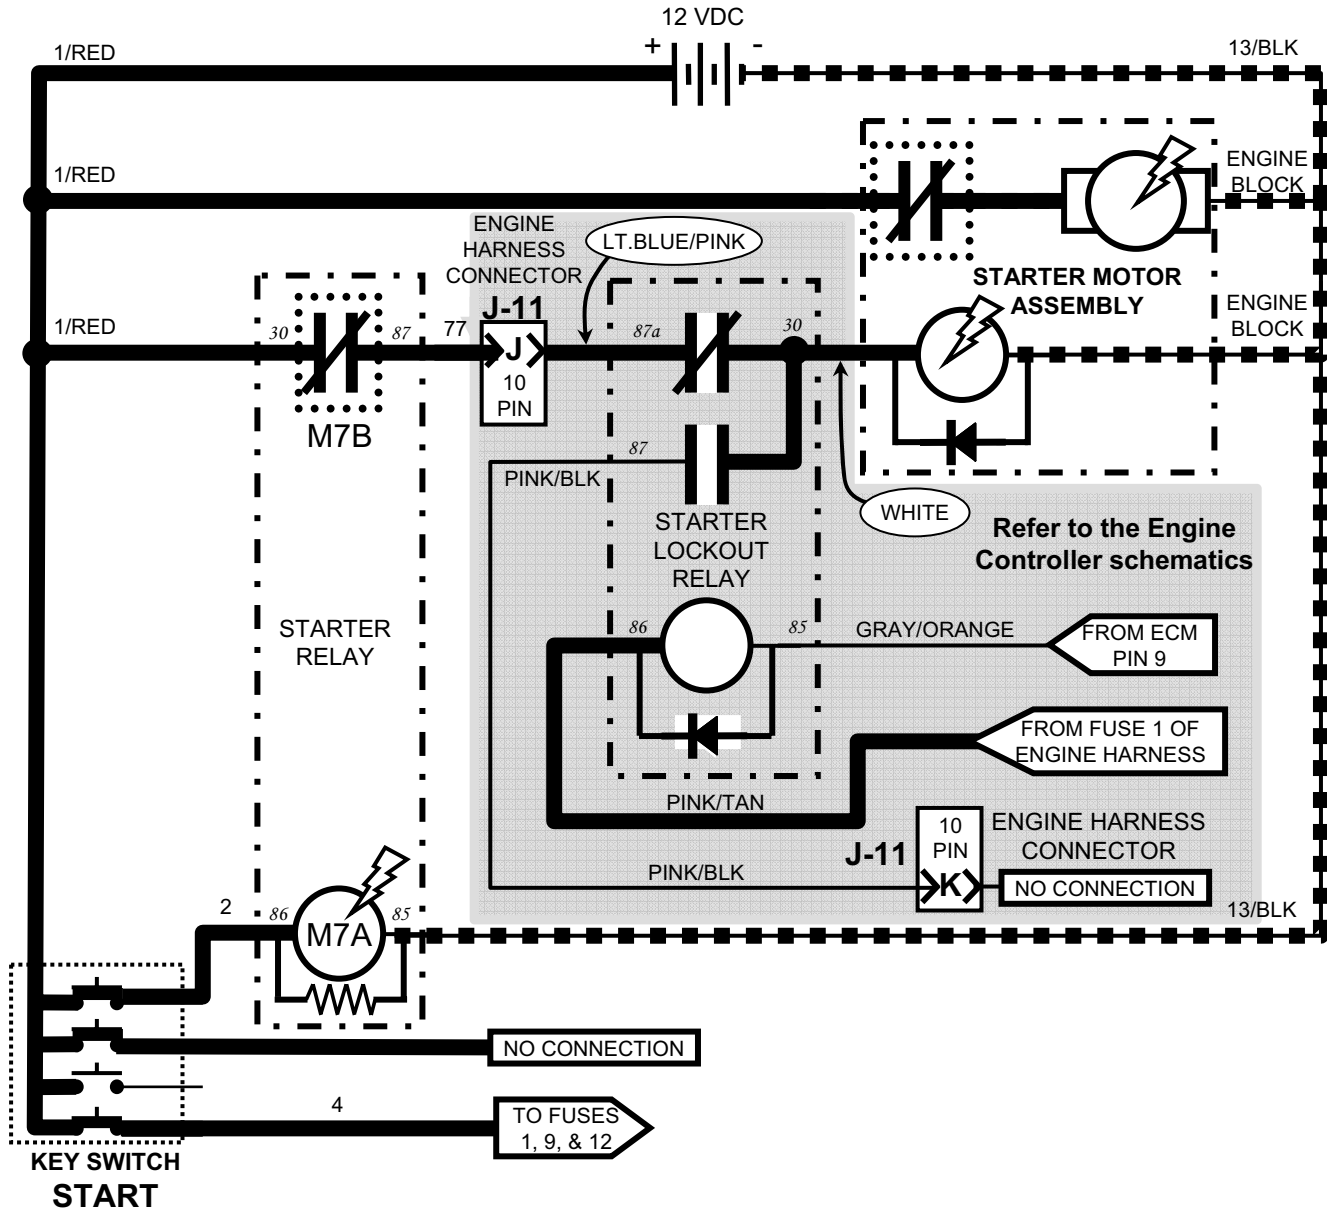 12 VDC
+
-
1/RED
13/BLK
1/RED
ENGINE
BLOCK
ENGINE
HARNESS
CONNECTOR
LT.BLUE/PINK
STARTER MOTOR
ASSEMBLY
ENGINE
BLOCK
1/RED
30
87
77
J-11
J
10
PIN
87a
30
M7B
87
PINK/BLK
WHITE
STARTER
LOCKOUT
RELAY
Refer to the Engine
Controller schematics
STARTER
RELAY
86
85
GRAY/ORANGE
FROM ECM
PIN 9
FROM FUSE 1 OF
ENGINE HARNESS
PINK/TAN
10
PIN
J-11
K
ENGINE HARNESS
CONNECTOR
PINK/BLK
NO CONNECTION
13/BLK
2
86
M7A
85
NO CONNECTION
4
TO FUSES
1, 9, & 12
KEY SWITCH
START